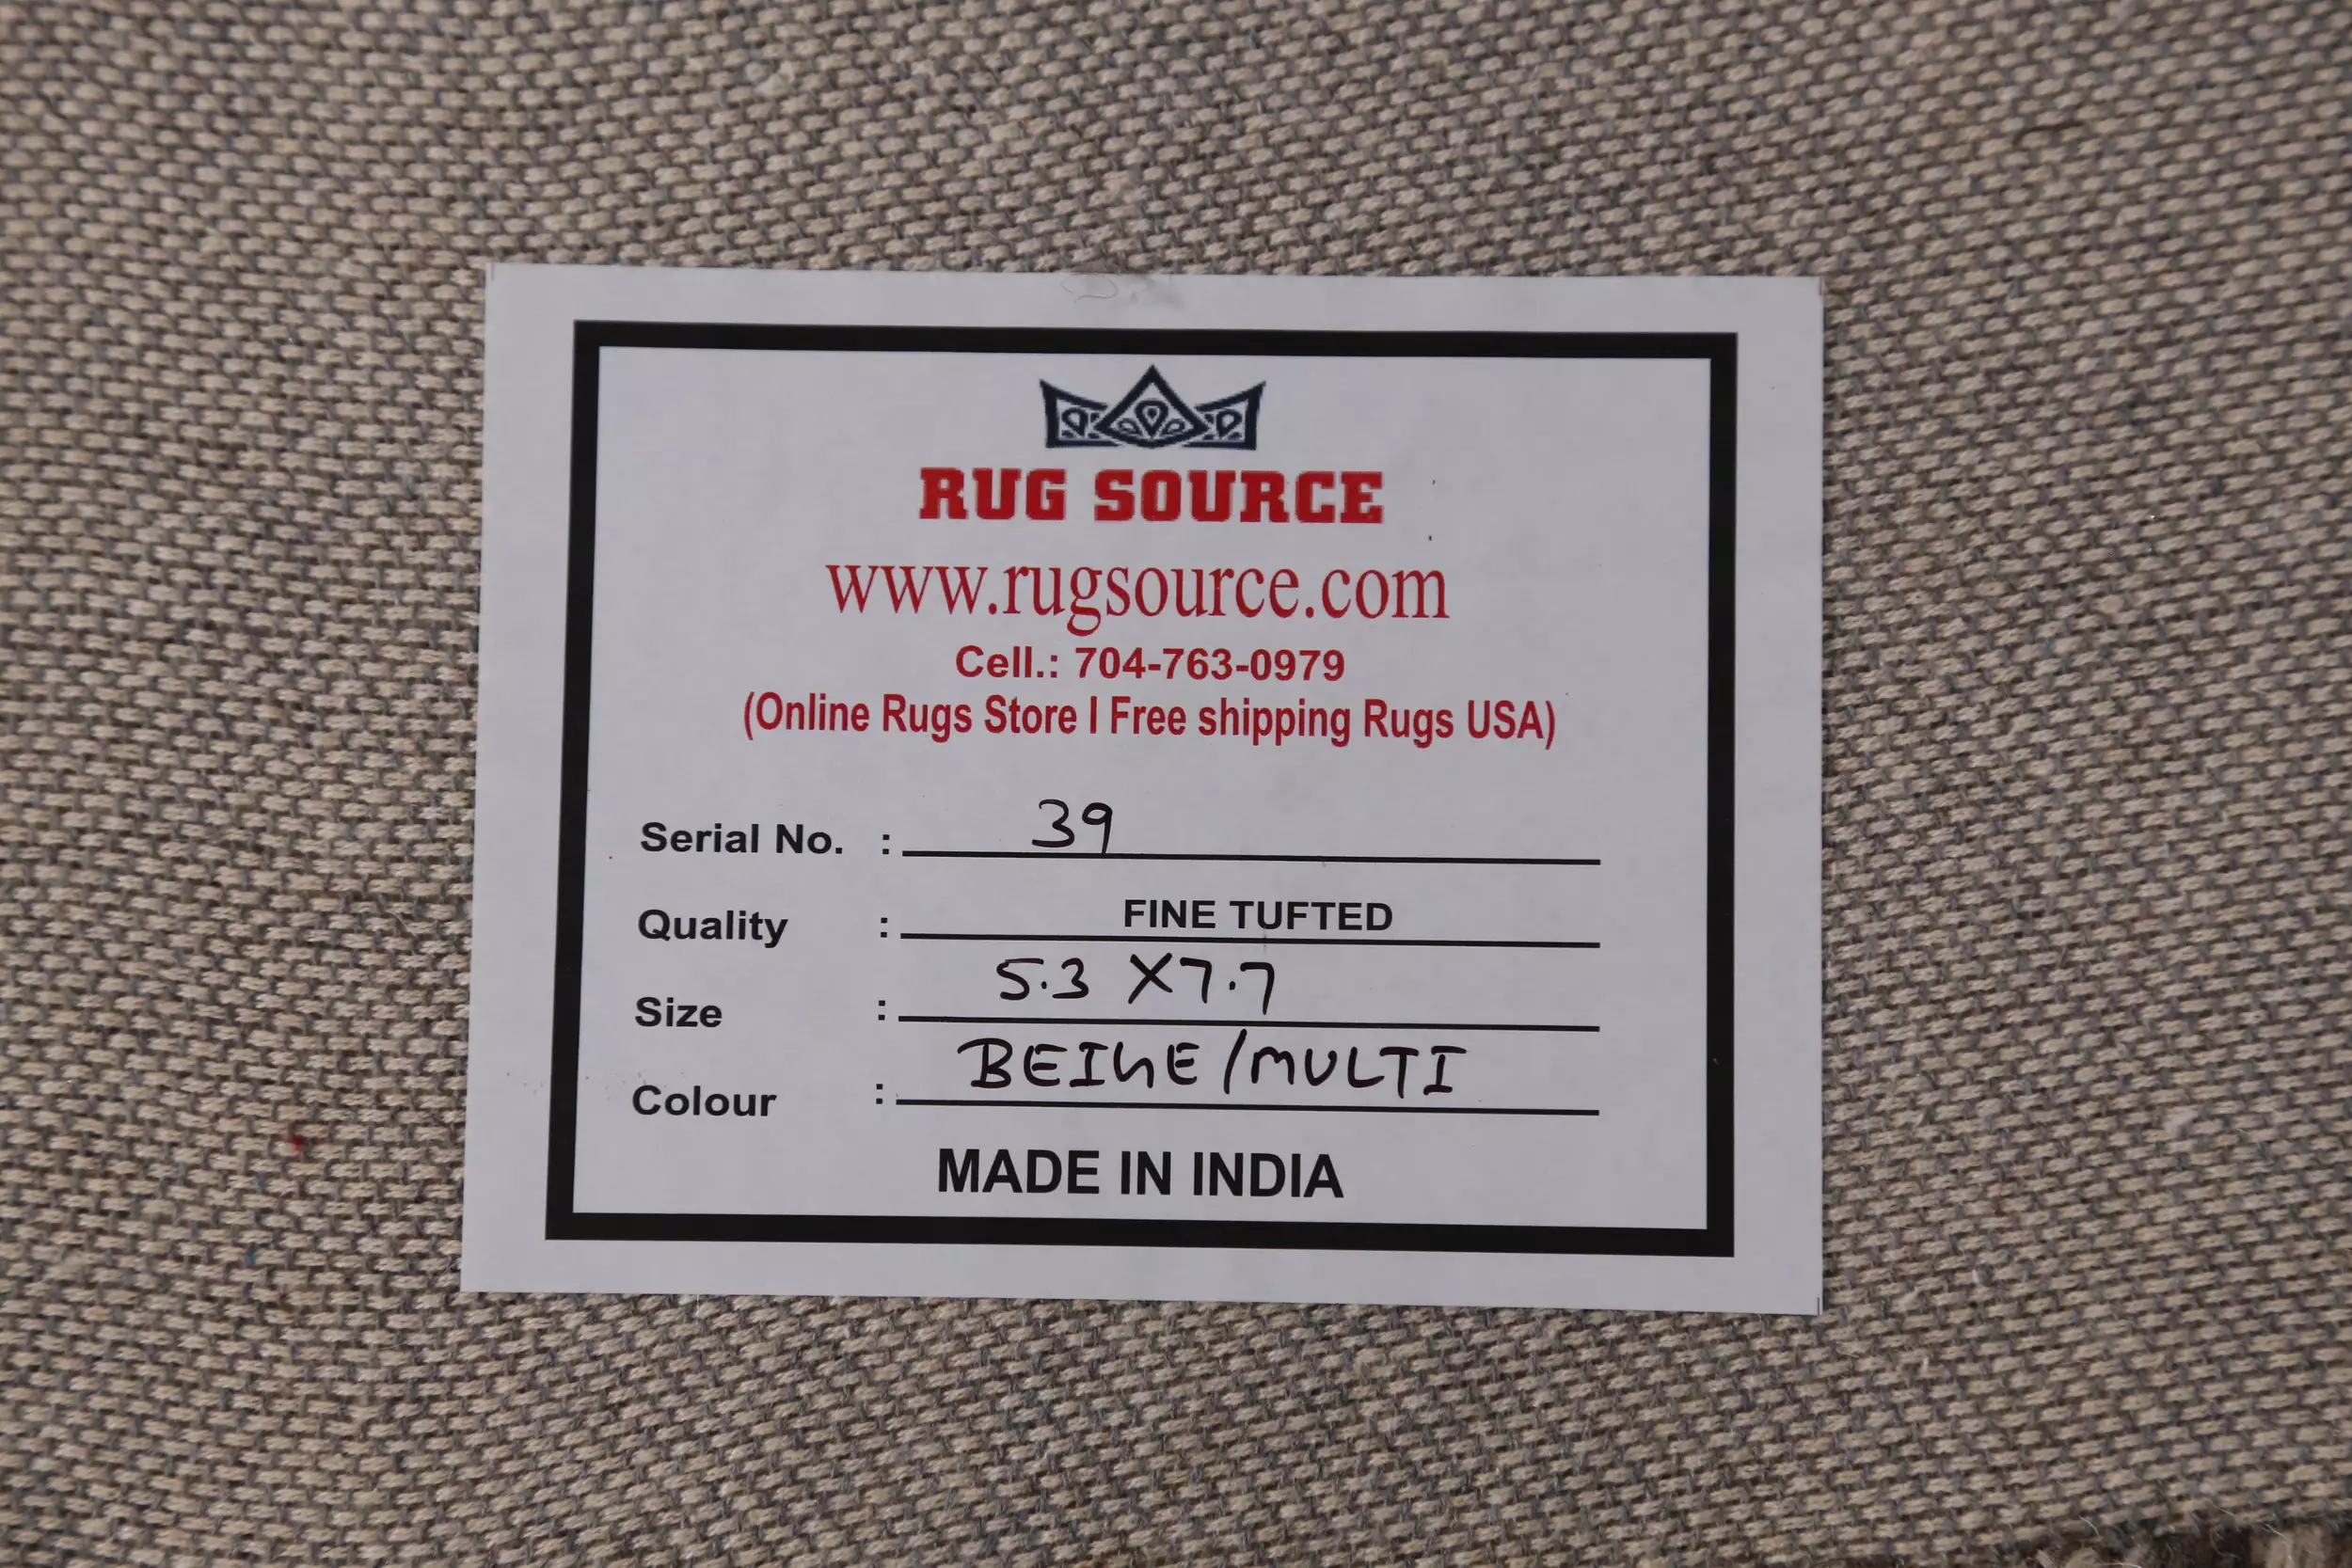 RUG SOURCE
www.rugsource.com
Cell.: 704-763-0979
(Online Rugs Store I Free shipping Rugs USA)
Serial No. : 39
Quality : FINE TUFTED
Size : 5.3 X7.7
Colour : BEIGE/MULTI
MADE IN INDIA